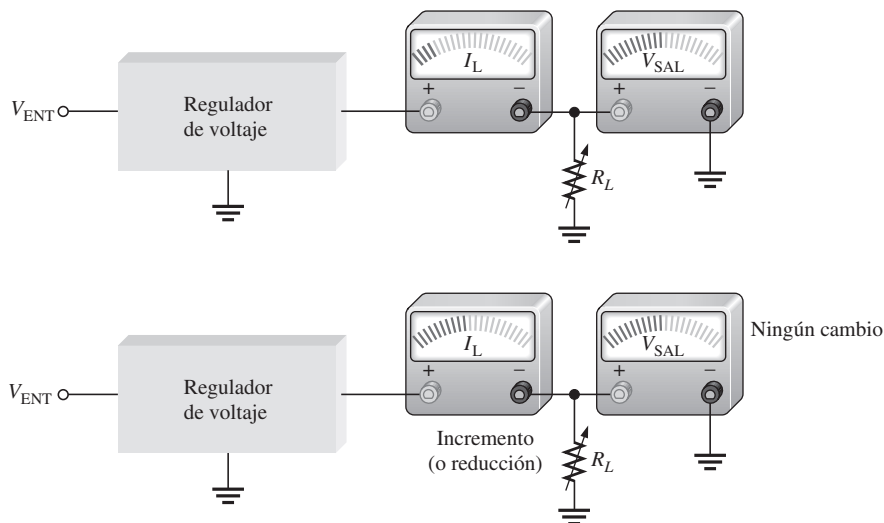 I_L
V_SAL
+ −
+ −
V_ENT
Regulador
de voltaje
R_L
I_L
V_SAL
Ningún cambio
+ −
+ −
V_ENT
Regulador
de voltaje
Incremento
(o reducción)
R_L